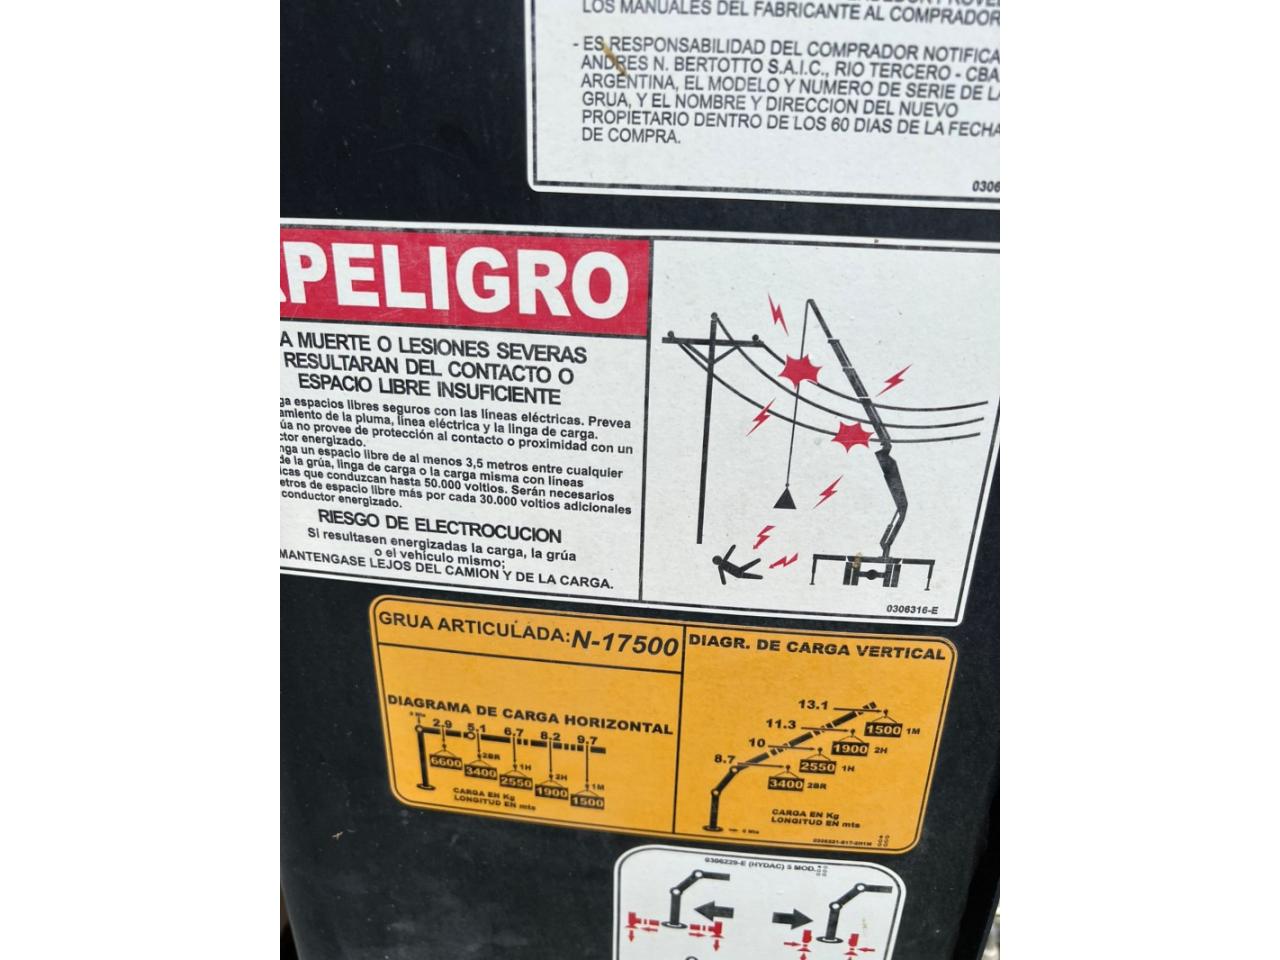 LOS MANUALES DEL FABRICANTE AL COMPRADOR
- ES RESPONSABILIDAD DEL COMPRADOR NOTIFICA
ANDRES N. BERTOTTO S.A.I.C., RIO TERCERO - CBA
ARGENTINA, EL MODELO Y NUMERO DE SERIE DE LA
GRUA, Y EL NOMBRE Y DIRECCION DEL NUEVO
PROPIETARIO DENTRO DE LOS 60 DIAS DE LA FECHA
DE COMPRA.
0306
PELIGRO
A MUERTE O LESIONES SEVERAS
RESULTARAN DEL CONTACTO O
ESPACIO LIBRE INSUFICIENTE
ga espacios libres seguros con las líneas eléctricas. Prevea
amiento de la pluma, línea eléctrica y la linga de carga.
úa no provee de protección al contacto o proximidad con un
ctor energizado.
nga un espacio libre de al menos 3,5 metros entre cualquier
de la grúa, linga de carga o la carga misma con líneas
icas que conduzcan hasta 50.000 voltios. Serán necesarios
etros de espacio libre más por cada 30.000 voltios adicionales
conductor energizado.
RIESGO DE ELECTROCUCION
Si resultasen energizadas la carga, la grúa
o el vehículo mismo;
MANTENGASE LEJOS DEL CAMION Y DE LA CARGA.
0306316-E
GRUA ARTICULADA: N-17500
DIAGRAMA DE CARGA HORIZONTAL
2.9 5.1 6.7 8.2 9.7
6600
3400 2BR
2550 1H
1900 2H
1500 1M
CARGA EN Kg
LONGITUD EN mts
DIAGR. DE CARGA VERTICAL
13.1
1500 1M
11.3
1900 2H
10
2550 1H
8.7
3400 2BR
CARGA EN Kg
LONGITUD EN mts
0306229-E (HYDAC) 5 MOD.